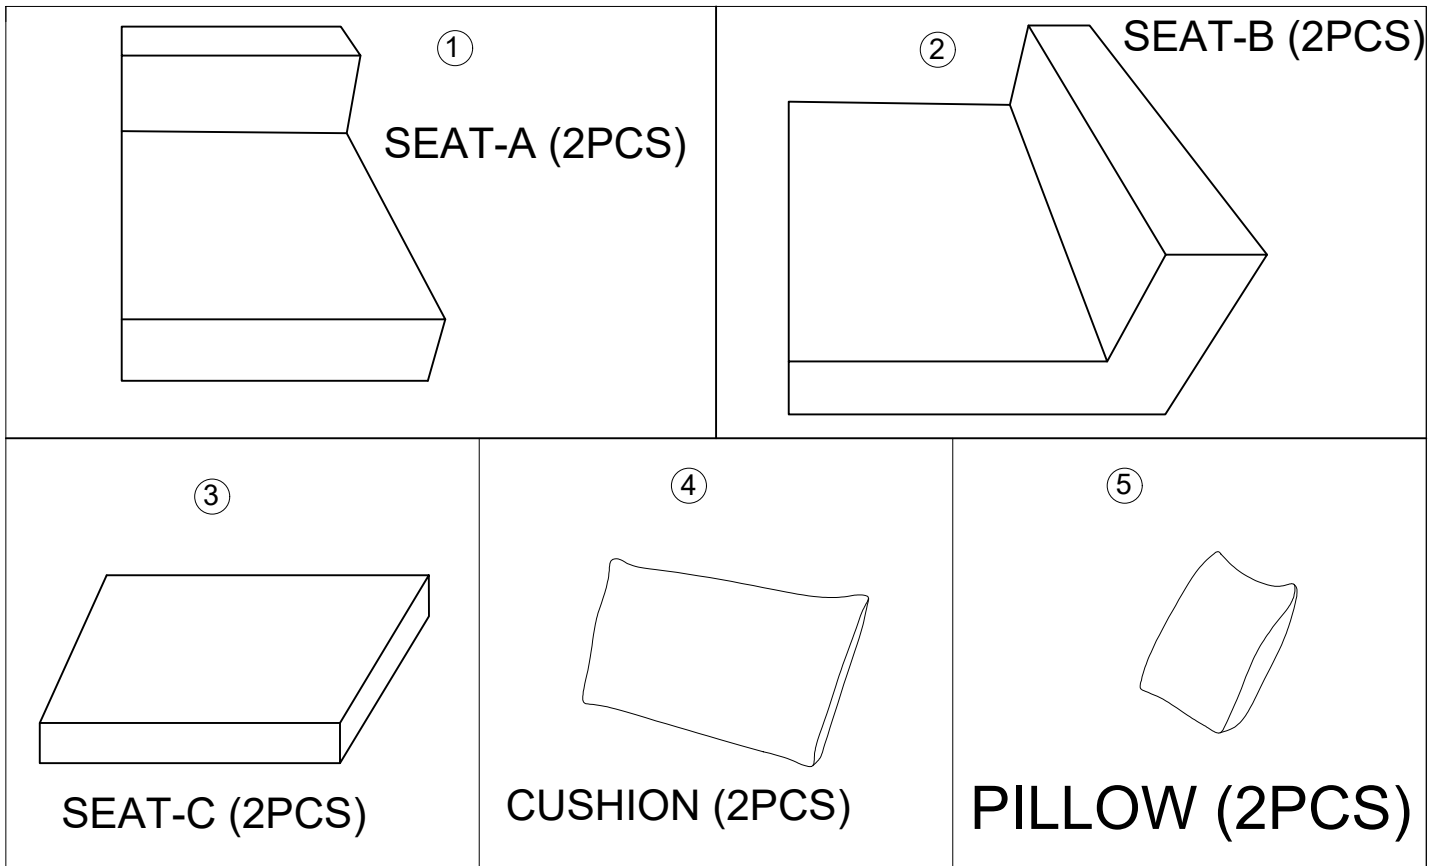 ①
SEAT-A (2PCS)
②
SEAT-B (2PCS)
③
SEAT-C (2PCS)
④
CUSHION (2PCS)
⑤
PILLOW (2PCS)